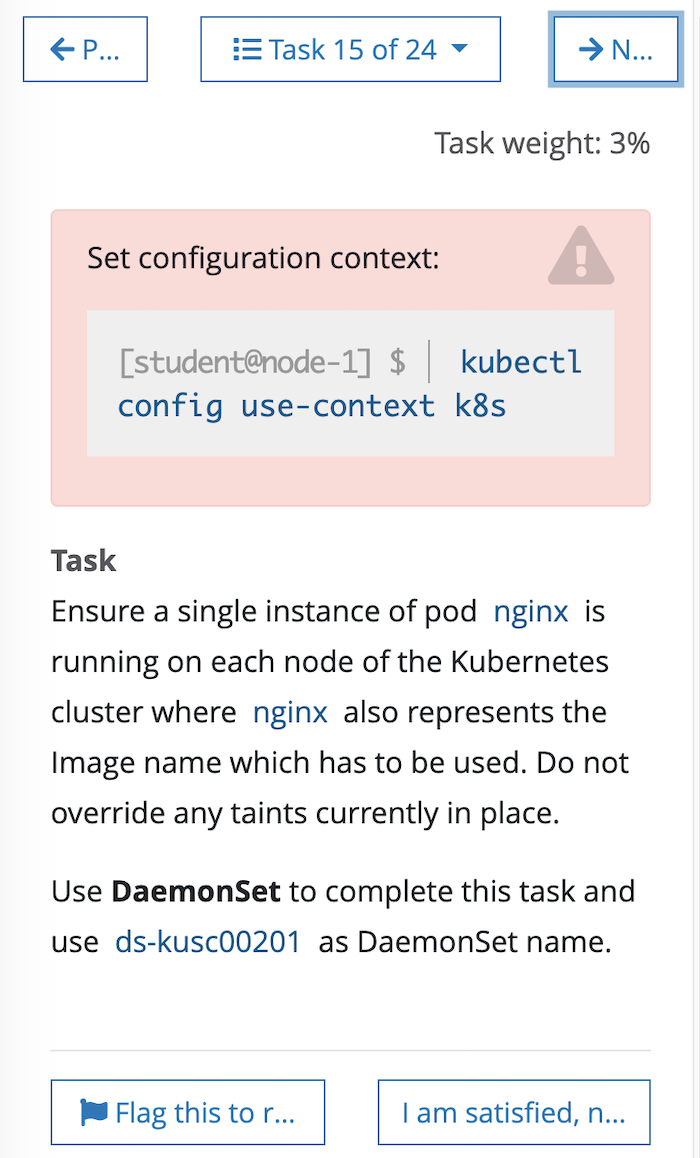 P... Task 15 of 24 N...
Task weight: 3%
Set configuration context:
[student@node-1] $ | kubectl
config use-context k8s
Task
Ensure a single instance of pod nginx is
running on each node of the Kubernetes
cluster where nginx also represents the
Image name which has to be used. Do not
override any taints currently in place.
Use DaemonSet to complete this task and
use ds-kusc00201 as DaemonSet name.
Flag this to r... I am satisfied, n...